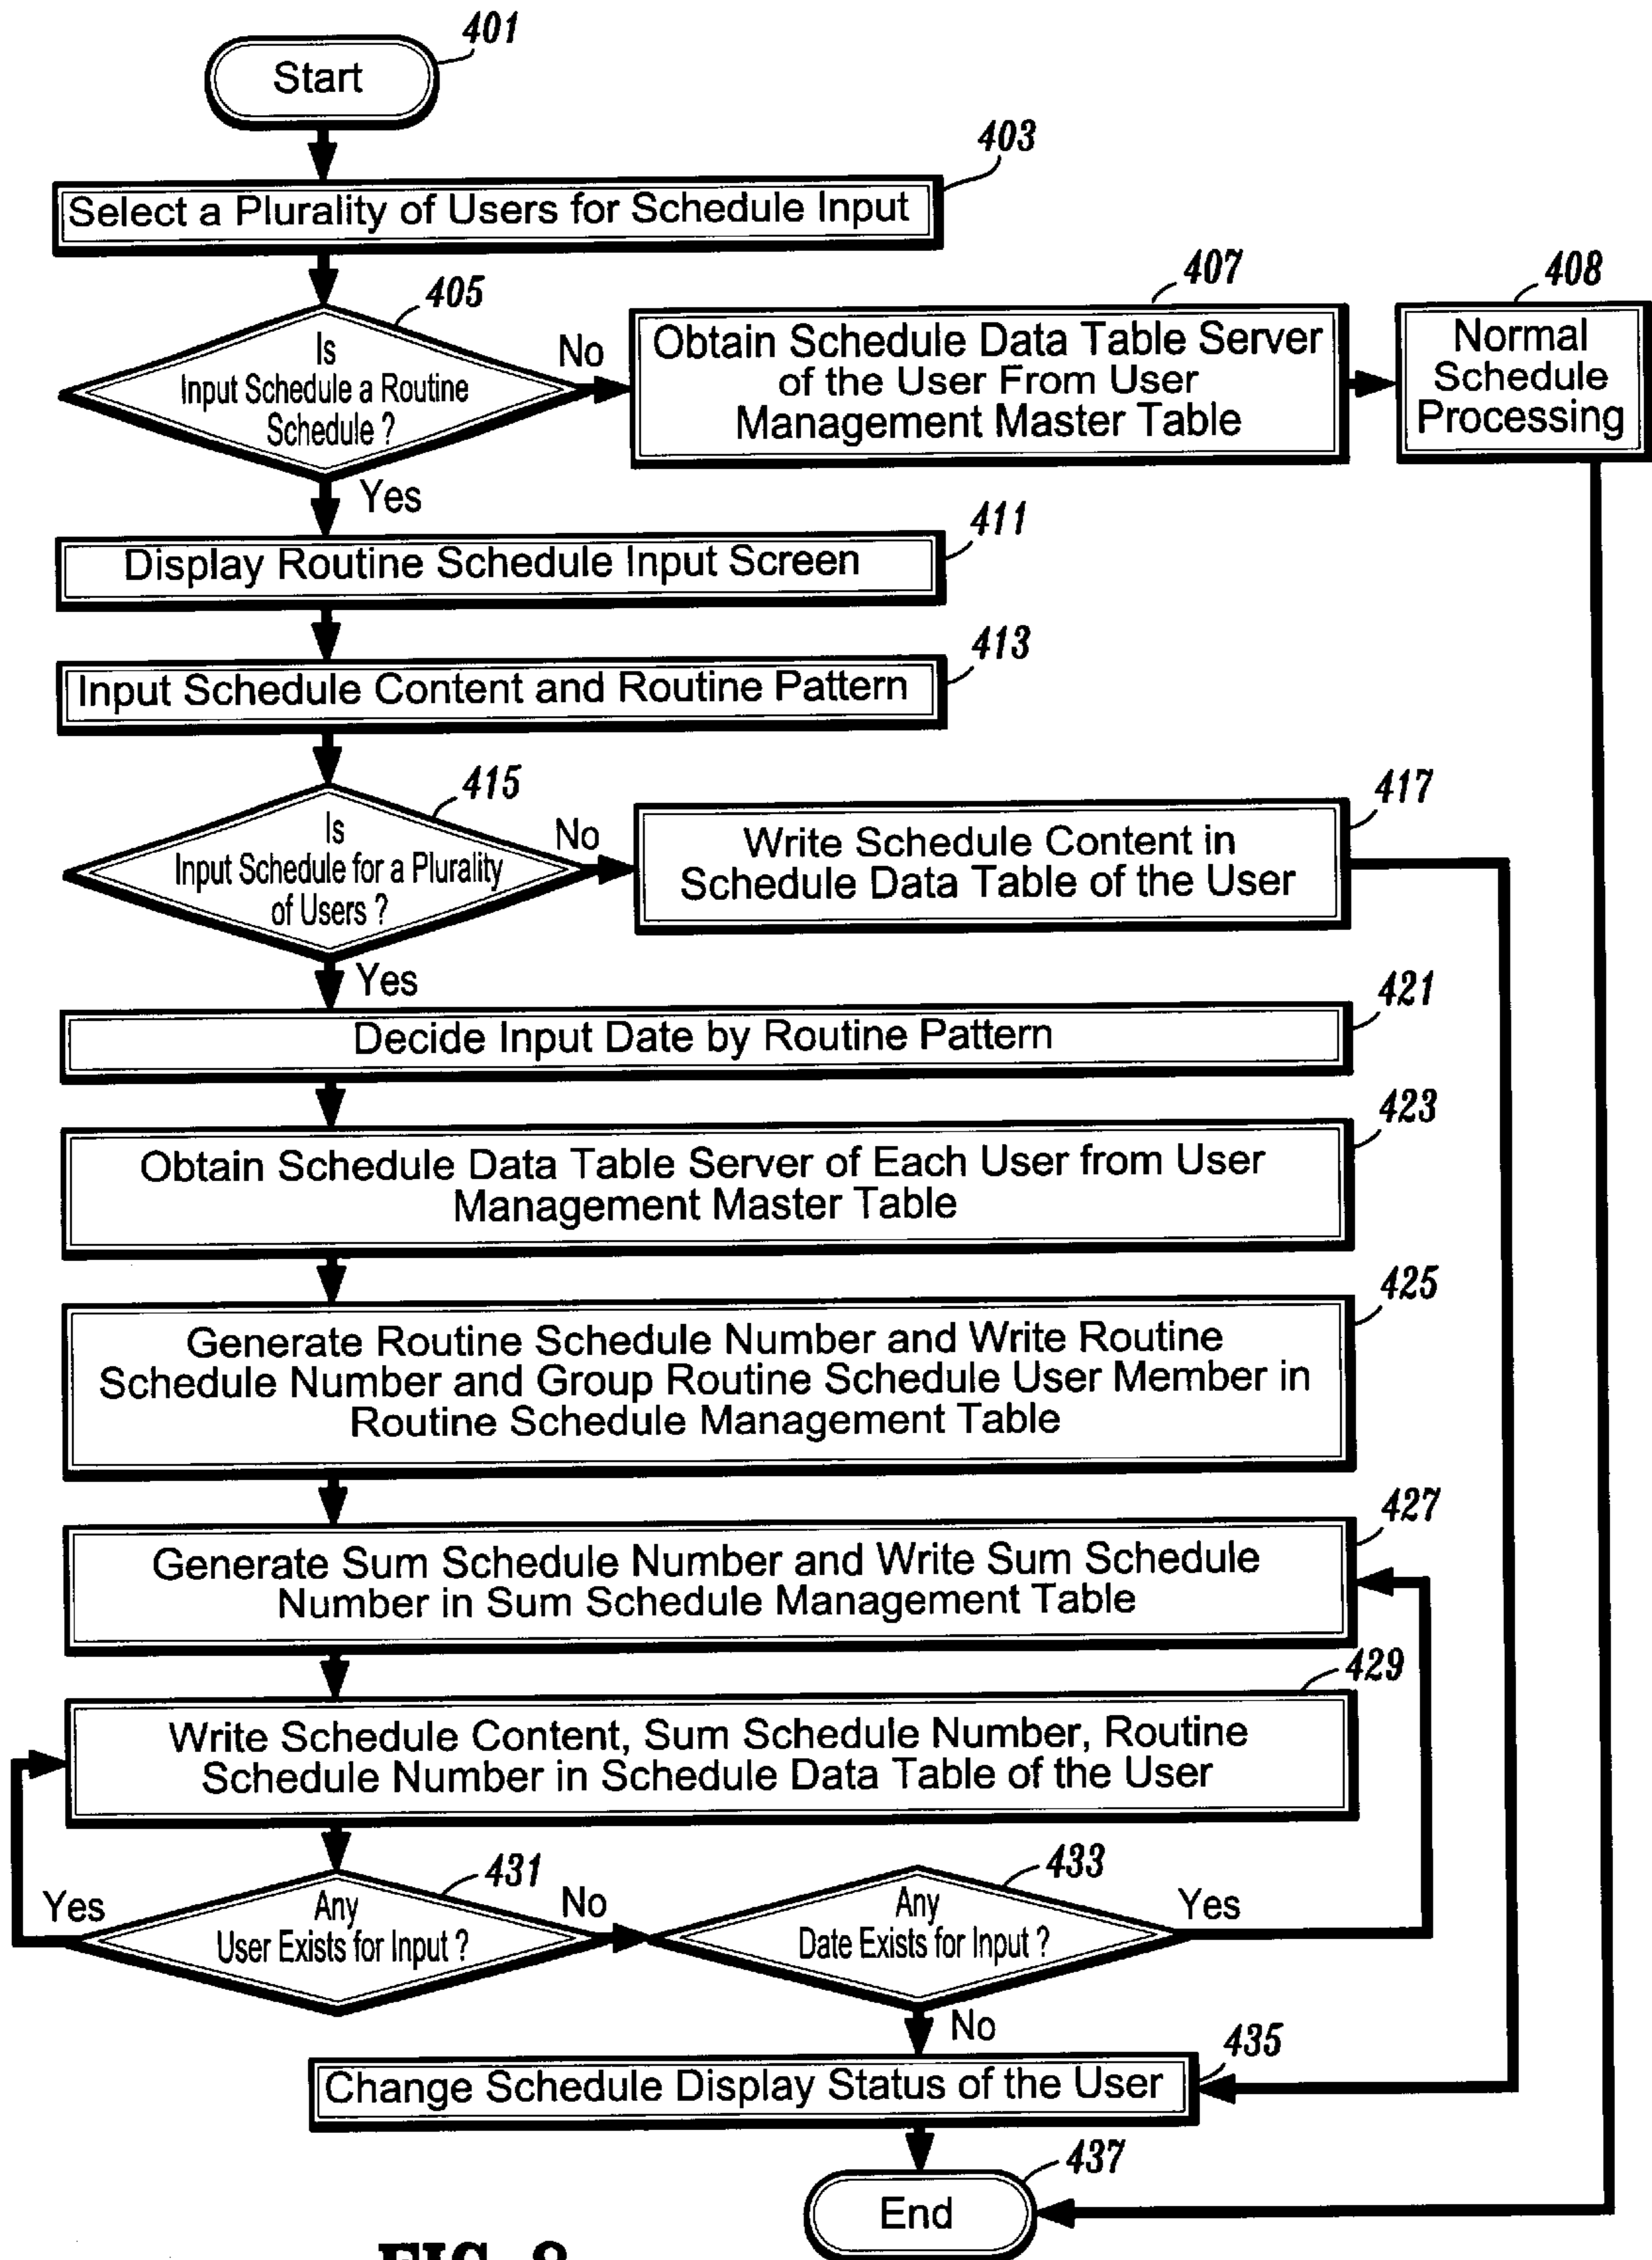 401
Start
403
Select a Plurality of Users for Schedule Input
405
Is
Input Schedule a Routine
Schedule ?
No
407
Obtain Schedule Data Table Server
of the User From User
Management Master Table
408
Normal
Schedule
Processing
Yes
411
Display Routine Schedule Input Screen
413
Input Schedule Content and Routine Pattern
415
Is
Input Schedule for a Plurality
of Users ?
No
417
Write Schedule Content in
Schedule Data Table of the User
Yes
421
Decide Input Date by Routine Pattern
423
Obtain Schedule Data Table Server of Each User from User
Management Master Table
425
Generate Routine Schedule Number and Write Routine
Schedule Number and Group Routine Schedule User Member in
Routine Schedule Management Table
427
Generate Sum Schedule Number and Write Sum Schedule
Number in Sum Schedule Management Table
429
Write Schedule Content, Sum Schedule Number, Routine
Schedule Number in Schedule Data Table of the User
431
Yes
Any
User Exists for Input ?
No
433
Any
Date Exists for Input ?
Yes
No
435
Change Schedule Display Status of the User
437
End
FIG.